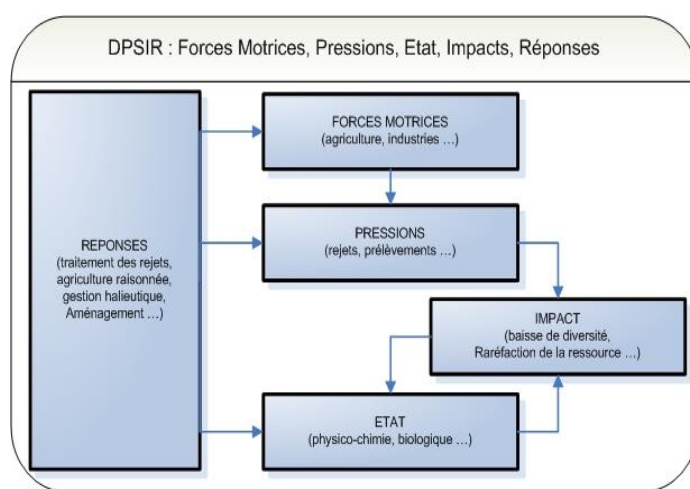 DPSIR : Forces Motrices, Pressions, Etat, Impacts, Réponses
FORCES MOTRICES
(agriculture, industries …)
PRESSIONS
(rejets, prélèvements …)
REPONSES
(traitement des rejets,
agriculture raisonnée,
gestion halieutique,
Aménagement …)
IMPACT
(baisse de diversité,
Raréfaction de la ressource …)
ETAT
(physico-chimie, biologique …)